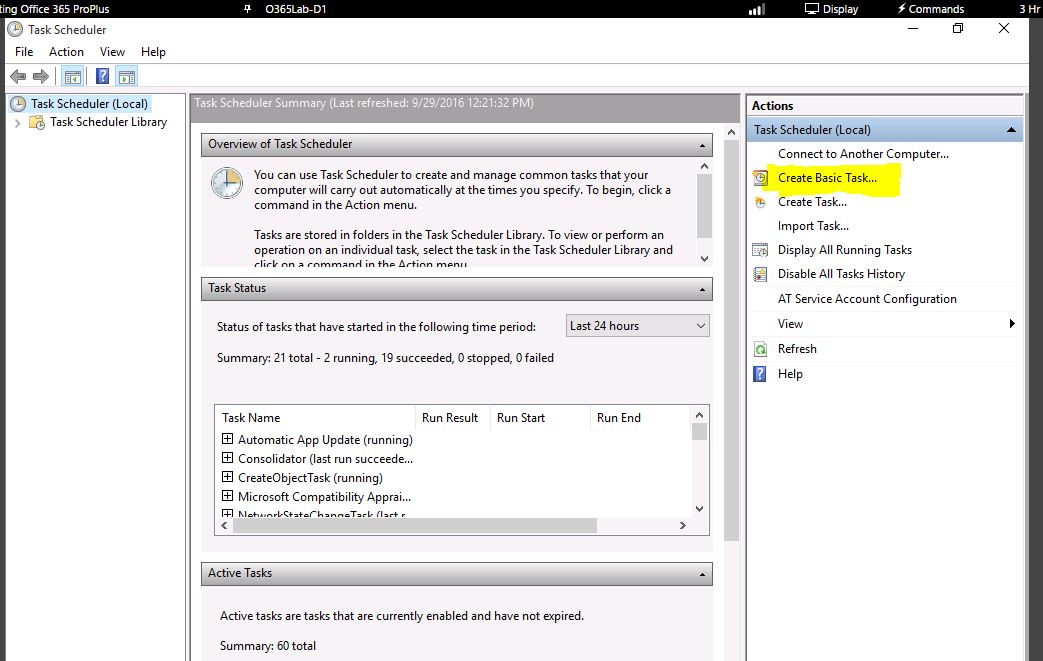 ting Office 365 ProPlus
O365Lab-D1
Display
Commands
3 Hr
Task Scheduler
File Action View Help
Task Scheduler (Local)
Task Scheduler Library
Task Scheduler Summary (Last refreshed: 9/29/2016 12:21:32 PM)
Overview of Task Scheduler
You can use Task Scheduler to create and manage common tasks that your
computer will carry out automatically at the times you specify. To begin, click a
command in the Action menu.
Tasks are stored in folders in the Task Scheduler Library. To view or perform an
operation on an individual task, select the task in the Task Scheduler Library and
click on a command in the Action menu
Task Status
Status of tasks that have started in the following time period:
Last 24 hours
Summary: 21 total - 2 running, 19 succeeded, 0 stopped, 0 failed
Task Name Run Result Run Start Run End
Automatic App Update (running)
Consolidator (last run succeede...
CreateObjectTask (running)
Microsoft Compatibility Apprai...
NetworkStateChangeTask (last r
Active Tasks
Active tasks are tasks that are currently enabled and have not expired.
Summary: 60 total
Actions
Task Scheduler (Local)
Connect to Another Computer...
Create Basic Task...
Create Task...
Import Task...
Display All Running Tasks
Disable All Tasks History
AT Service Account Configuration
View
Refresh
Help